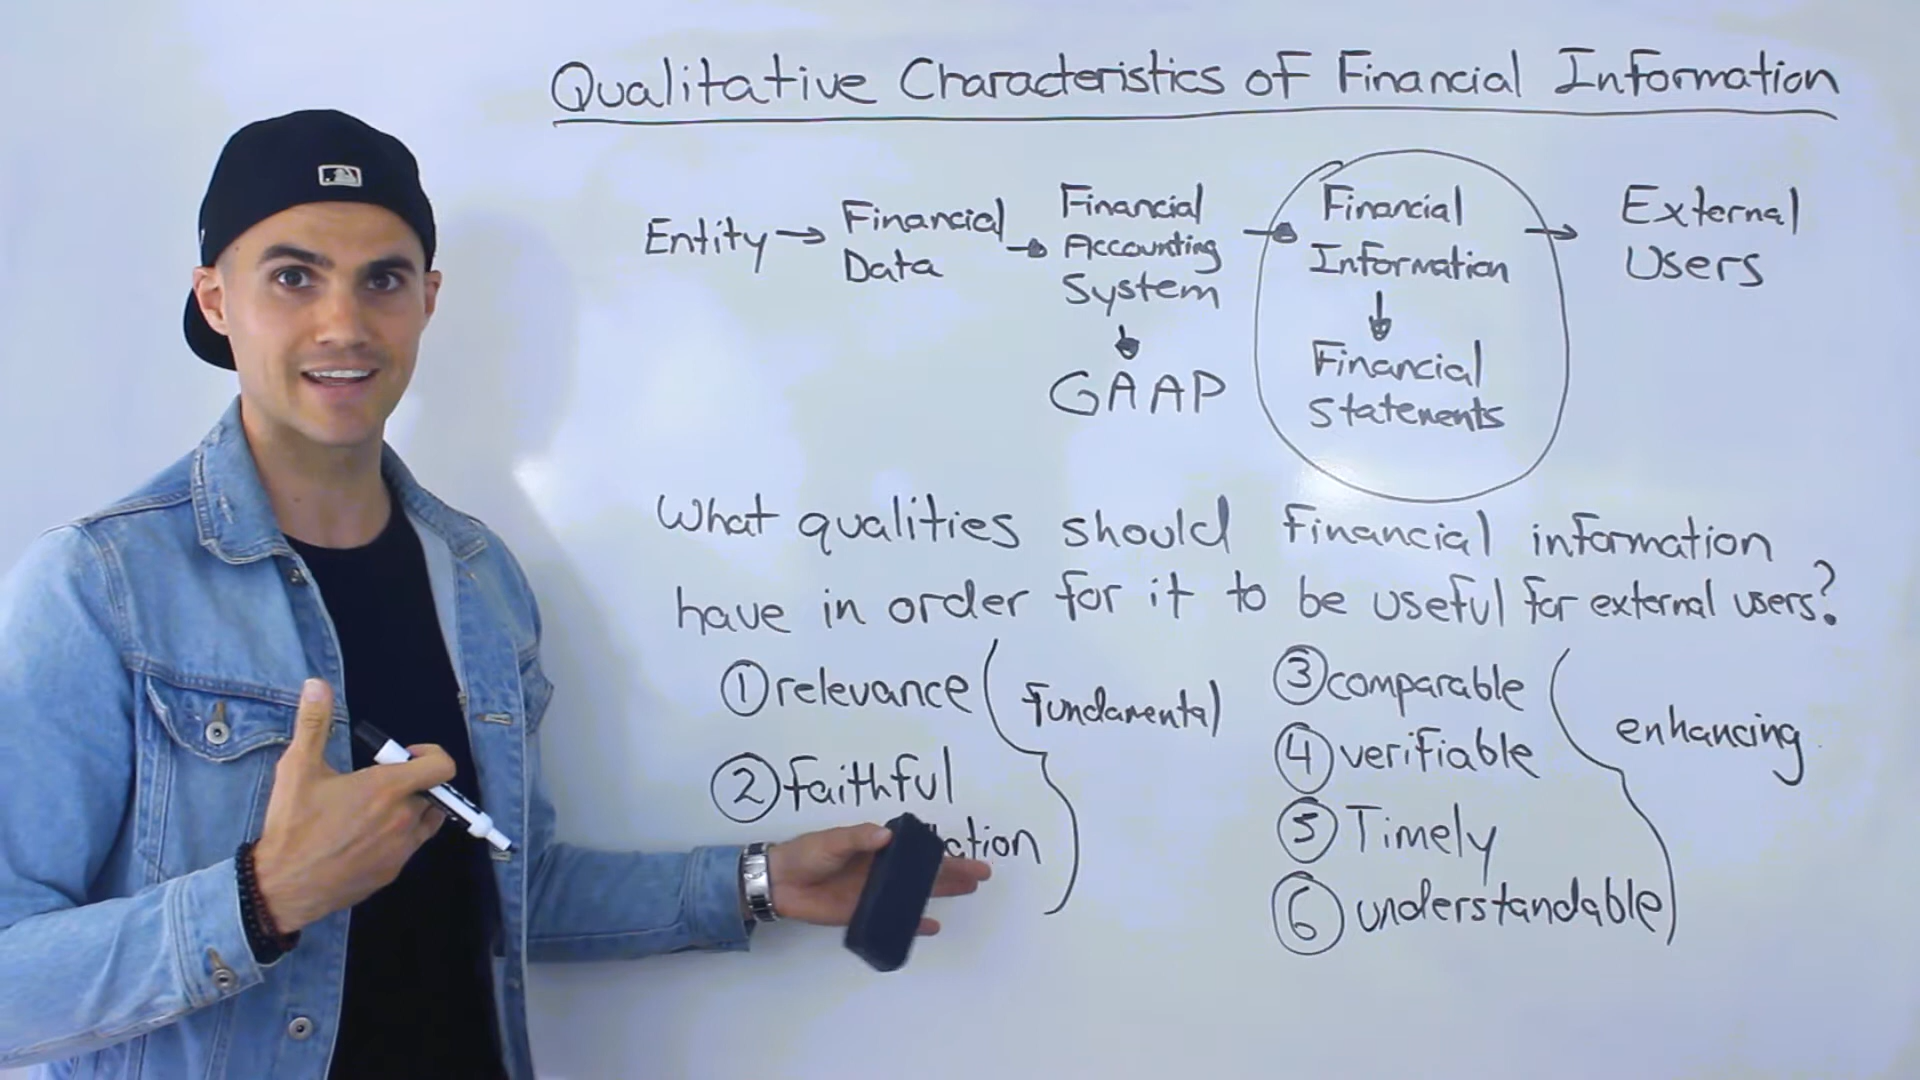 Qualitative Characteristics of Financial Information
Entity → Financial Data → Financial Accounting System → Financial Information → External Users
↓
GAAP
↓
Financial Statements
What qualities should financial information
have in order for it to be useful for external users?
① relevance
② faithful
fundamental
③ comparable
④ verifiable
⑤ Timely
⑥ understandable
enhancing